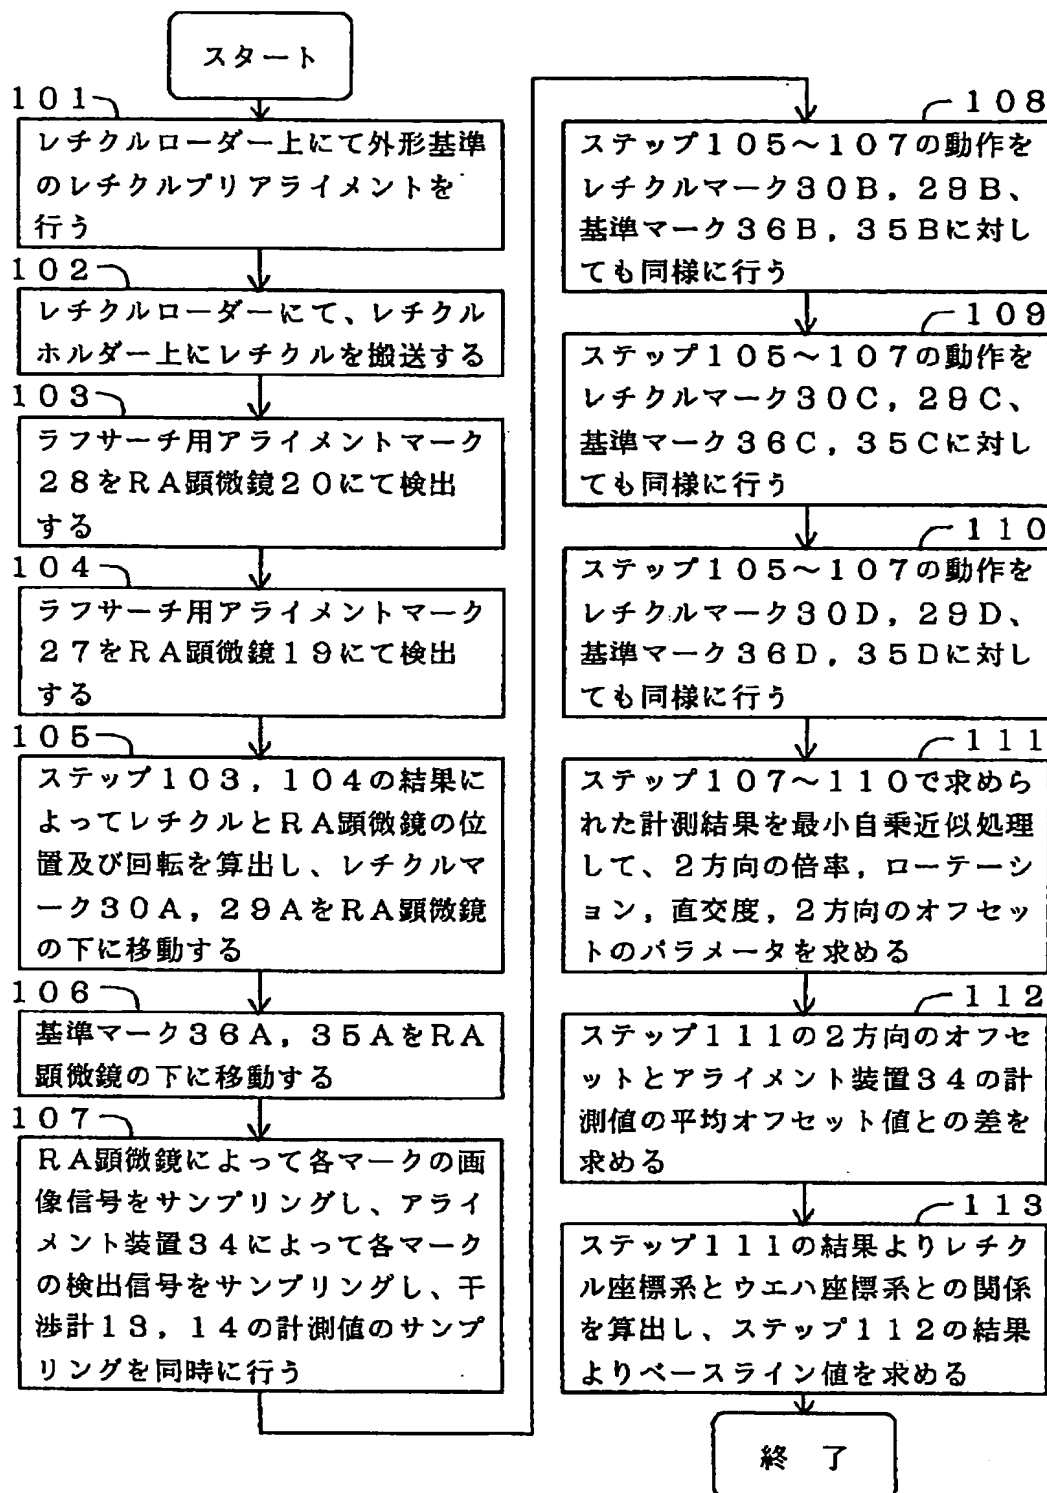 スタート
101
レチクルローダー上にて外形基準
のレチクルプリアライメントを
行う
102
レチクルローダーにて、レチクル
ホルダー上にレチクルを搬送する
103
ラフサーチ用アライメントマーク
28をRA顕微鏡20にて検出
する
104
ラフサーチ用アライメントマーク
27をRA顕微鏡19にて検出
する
105
ステップ103，104の結果に
よってレチクルとRA顕微鏡の位
置及び回転を算出し、レチクルマ
ーク30A，29AをRA顕微鏡
の下に移動する
106
基準マーク36A，35AをRA
顕微鏡の下に移動する
107
RA顕微鏡によって各マークの画
像信号をサンプリングし、アライ
メント装置34によって各マーク
の検出信号をサンプリングし、干
渉計13，14の計測値のサンプ
リングを同時に行う
108
ステップ105～107の動作を
レチクルマーク30B，29B、
基準マーク36B，35Bに対し
ても同様に行う
109
ステップ105～107の動作を
レチクルマーク30C，29C、
基準マーク36C，35Cに対し
ても同様に行う
110
ステップ105～107の動作を
レチクルマーク30D，29D、
基準マーク36D，35Dに対し
ても同様に行う
111
ステップ107～110で求めら
れた計測結果を最小自乗近似処理
して、2方向の倍率，ローテーシ
ョン，直交度，2方向のオフセッ
トのパラメータを求める
112
ステップ111の2方向のオフセ
ットとアライメント装置34の計
測値の平均オフセット値との差を
求める
113
ステップ111の結果よりレチク
ル座標系とウエハ座標系との関係
を算出し、ステップ112の結果
よりベースライン値を求める
終　了